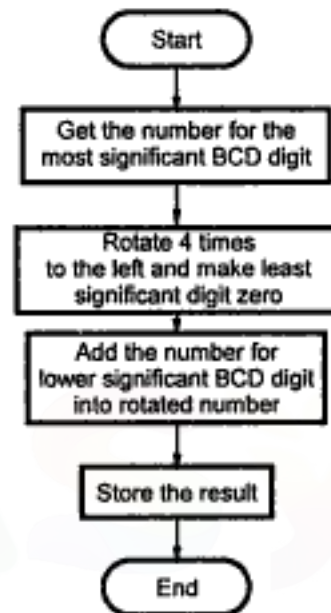 Start
Get the number for the
most significant BCD digit
Rotate 4 times
to the left and make least
significant digit zero
Add the number for
lower significant BCD digit
into rotated number
Store the result
End